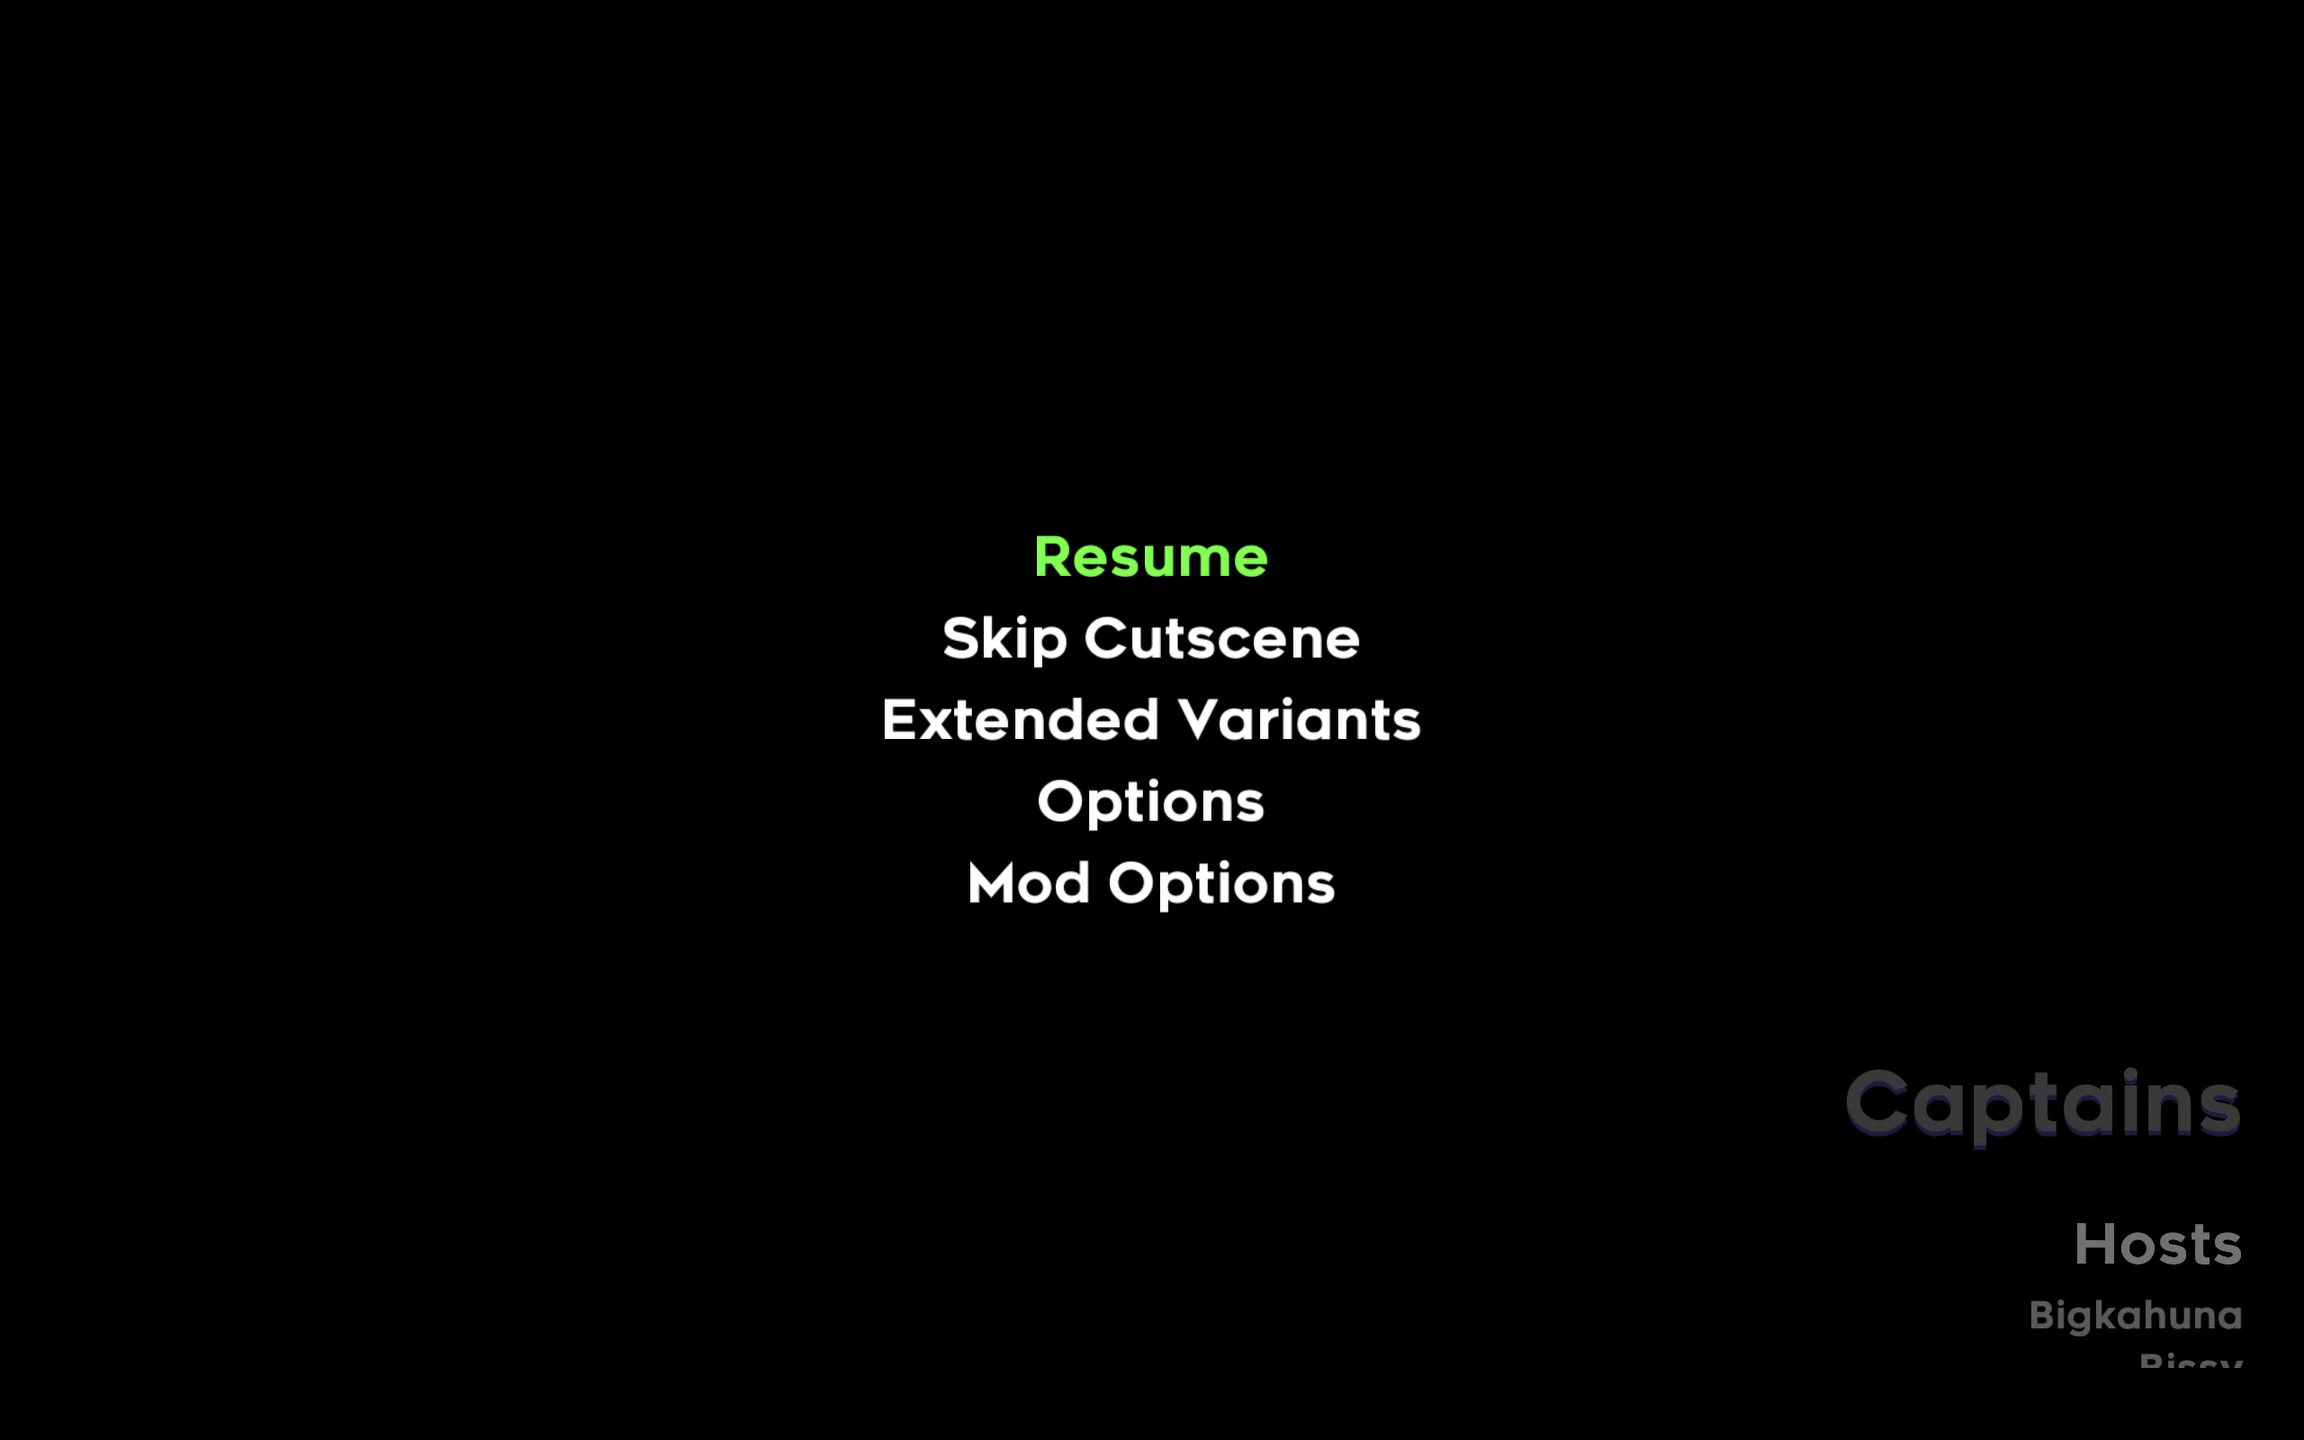 Resume
Skip Cutscene
Extended Variants
Options
Mod Options
Captains
Hosts
Bigkahuna